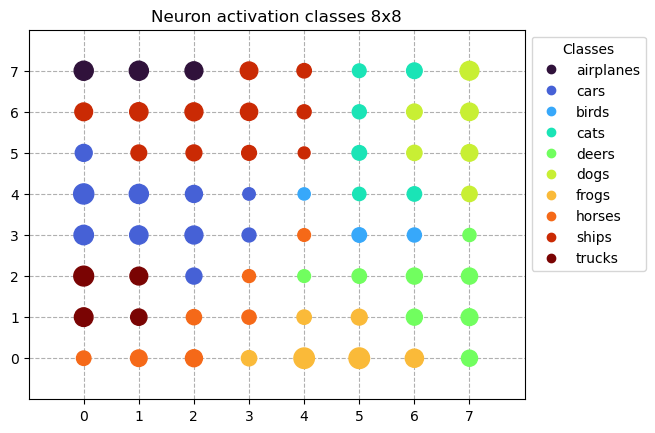 Neuron activation classes 8x8
7
6
5
4
3
2
1
0
0 1 2 3 4 5 6 7
Classes
airplanes
cars
birds
cats
deers
dogs
frogs
horses
ships
trucks